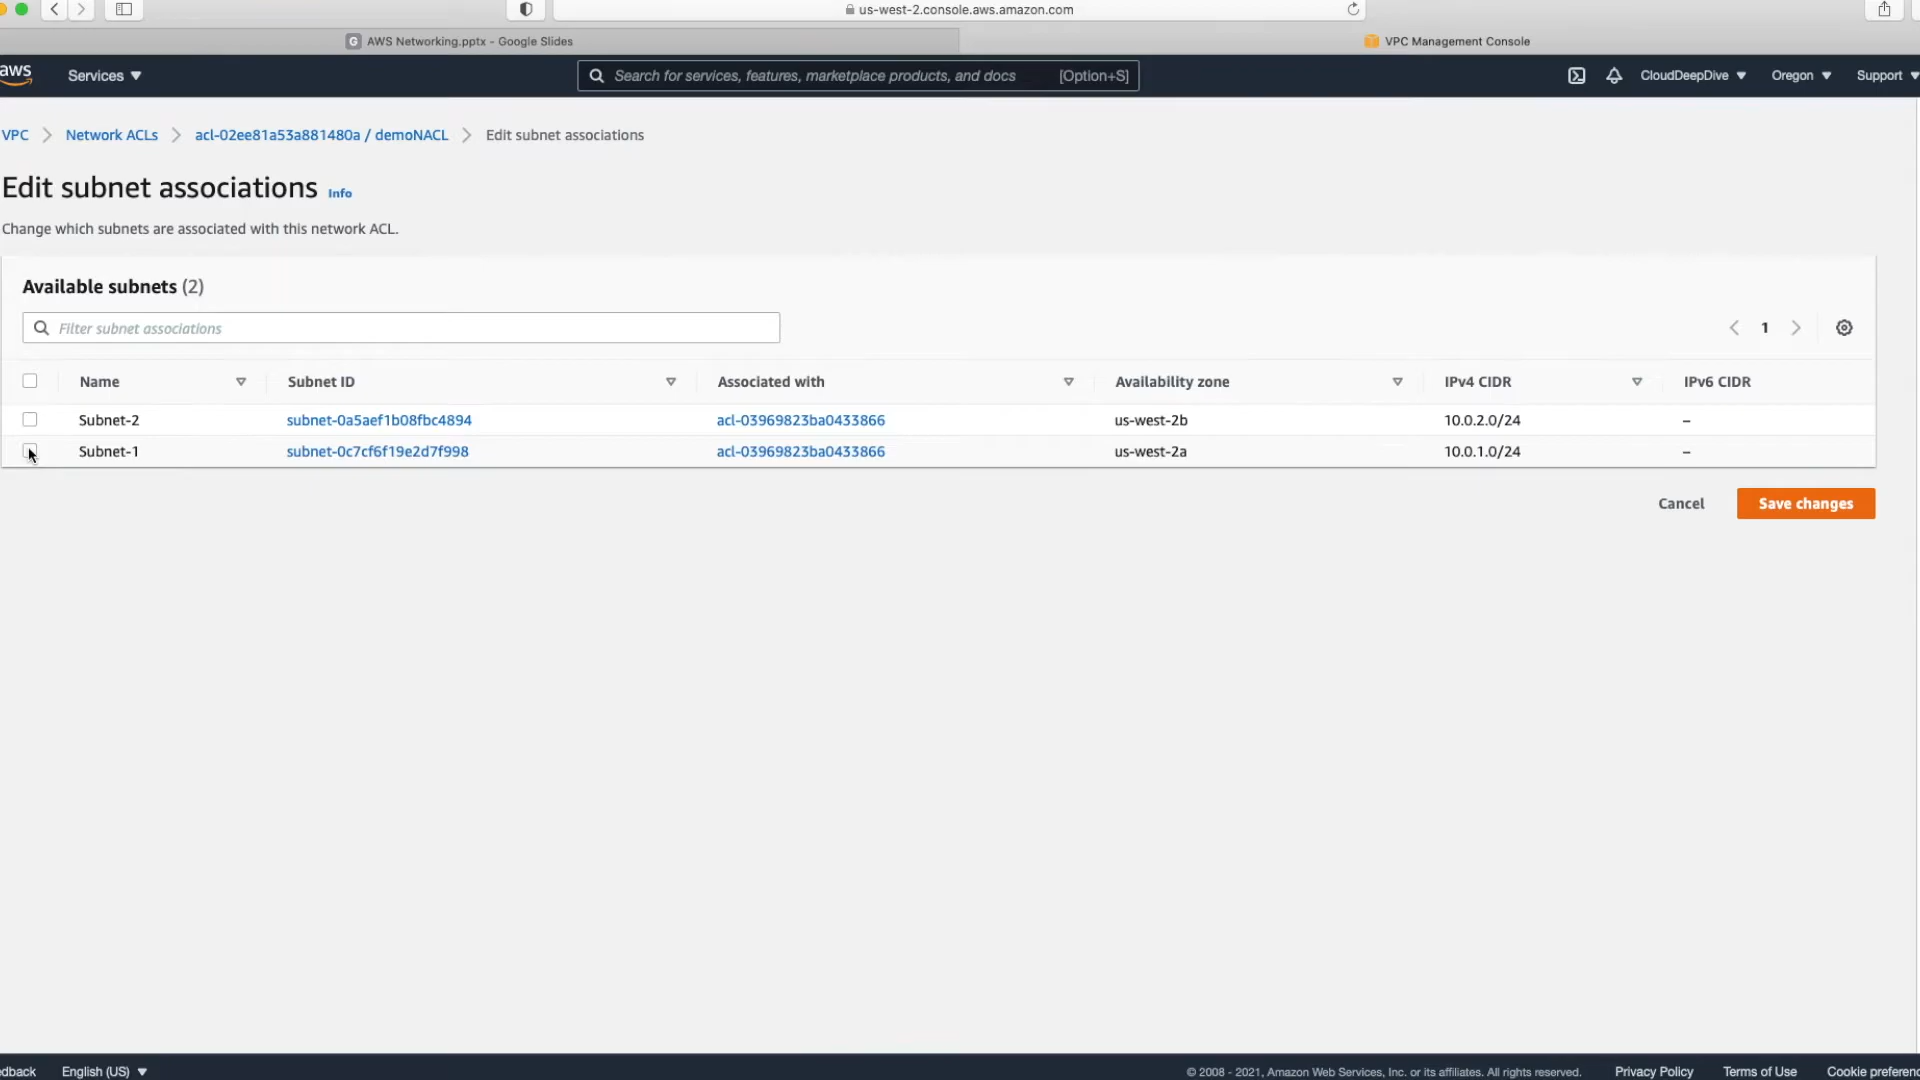 us-west-2.console.aws.amazon.com
G AWS Networking.pptx - Google Slides
VPC Management Console
aws Services ▼ Search for services, features, marketplace products, and docs [Option+S] CloudDeepDive ▼ Oregon ▼ Support ▼
VPC > Network ACLs > acl-02ee81a53a881480a / demoNACL > Edit subnet associations
Edit subnet associations Info
Change which subnets are associated with this network ACL.
Available subnets (2)
Filter subnet associations
1
Name Subnet ID Associated with Availability zone IPv4 CIDR IPv6 CIDR
Subnet-2 subnet-0a5aef1b08fbc4894 acl-03969823ba0433866 us-west-2b 10.0.2.0/24 –
Subnet-1 subnet-0c7cf6f19e2d7f998 acl-03969823ba0433866 us-west-2a 10.0.1.0/24 –
Cancel Save changes
edback English (US) ▼ © 2008 - 2021, Amazon Web Services, Inc. or its affiliates. All rights reserved. Privacy Policy Terms of Use Cookie preferenc